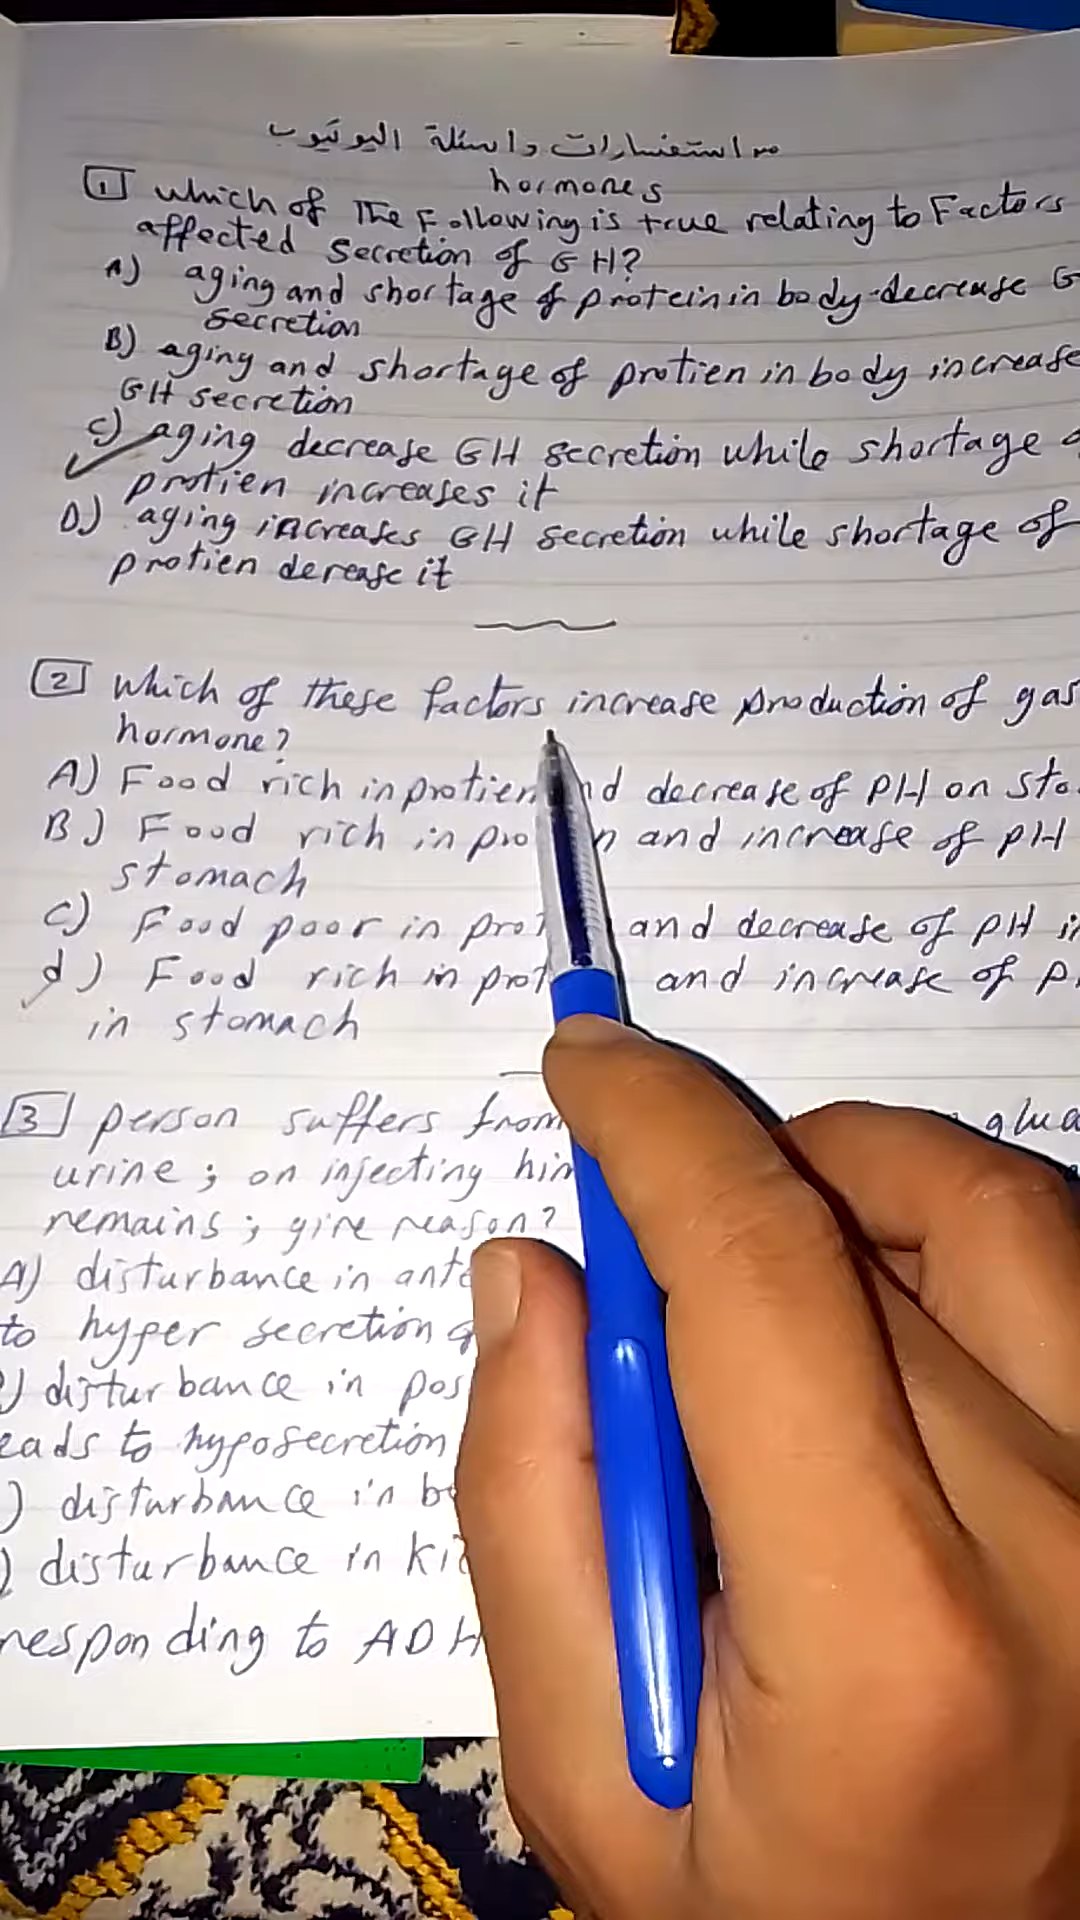 استفسارات واسئلة اليوتيوب
hormones
1 which of The Following is true relating to Factors
affected secretion of GH?
A) aging and shortage of protein in body decrease G
secretion
B) aging and shortage of protien in body increase
GH secretion
C) aging decrease GH secretion while shortage
protien increases it
D) aging increases GH secretion while shortage of
protien derease it
2 which of these factors increase production of gas
hormone?
A) Food rich in protien nd decrease of PH on sto
B) Food rich in pro n and increase of pH
stomach
C) Food poor in prot and decrease of PH in
d) Food rich in prot and increase of P
in stomach
3 person suffers from gluc
urine; on injecting him
remains; give reason?
A) disturbance in ante
to hyper secretion
) disturbance in pos
eads to hyposecretion
) disturbance in b
) disturbance in ki
responding to ADH